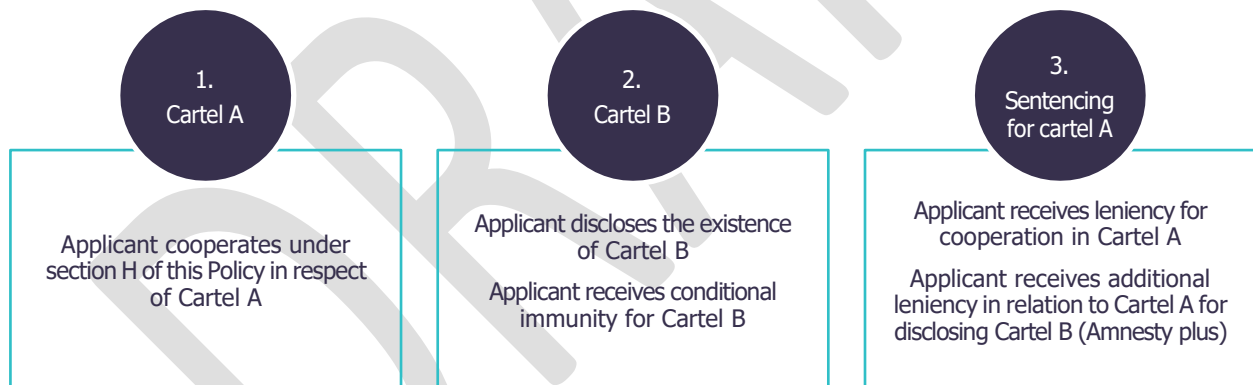 1.
Cartel A
Applicant cooperates under
section H of this Policy in respect
of Cartel A
2.
Cartel B
Applicant discloses the existence
of Cartel B
Applicant receives conditional
immunity for Cartel B
3.
Sentencing
for cartel A
Applicant receives leniency for
cooperation in Cartel A
Applicant receives additional
leniency in relation to Cartel A for
disclosing Cartel B (Amnesty plus)